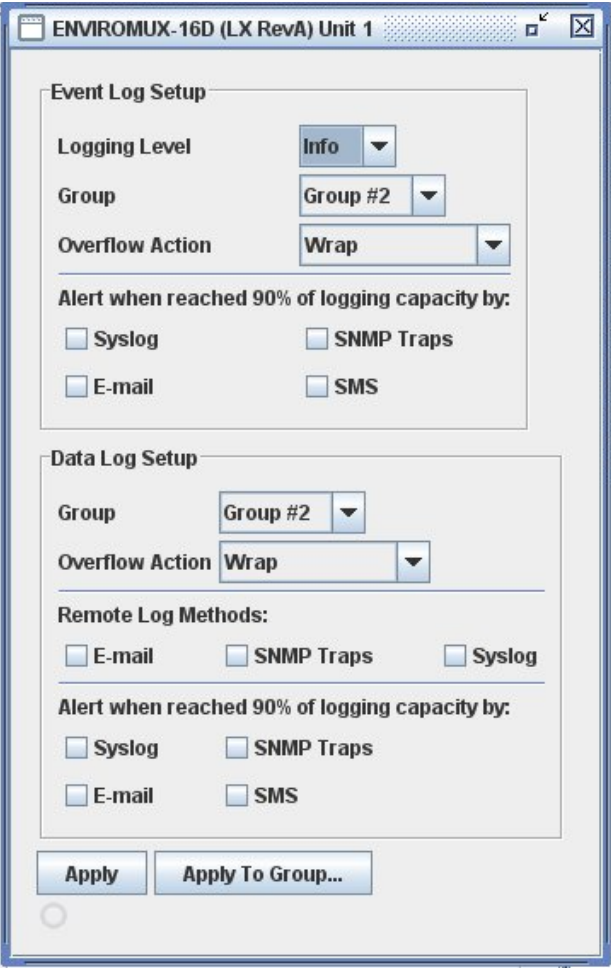 ENVIROMUX-16D (LX RevA) Unit 1
Event Log Setup
Logging Level Info
Group Group #2
Overflow Action Wrap
Alert when reached 90% of logging capacity by:
Syslog SNMP Traps
E-mail SMS
Data Log Setup
Group Group #2
Overflow Action Wrap
Remote Log Methods:
E-mail SNMP Traps Syslog
Alert when reached 90% of logging capacity by:
Syslog SNMP Traps
E-mail SMS
Apply Apply To Group...